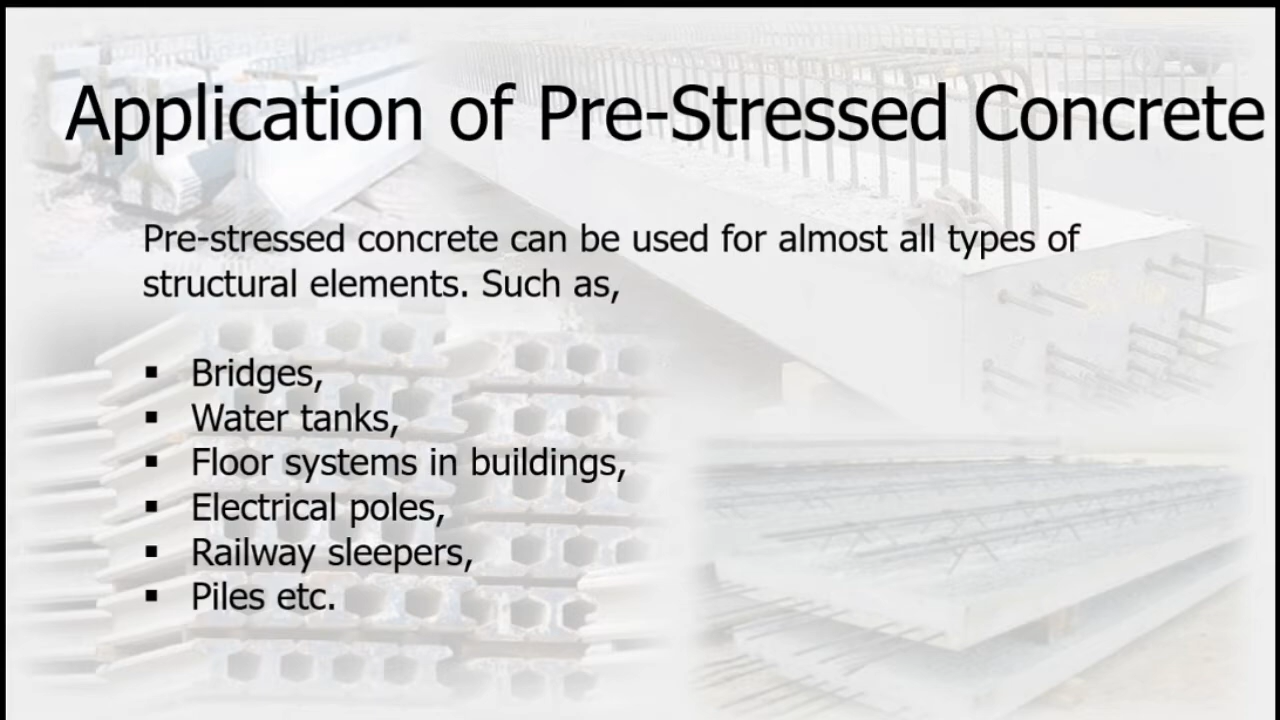 Application of Pre-Stressed Concrete
Pre-stressed concrete can be used for almost all types of
structural elements. Such as,
▪ Bridges,
▪ Water tanks,
▪ Floor systems in buildings,
▪ Electrical poles,
▪ Railway sleepers,
▪ Piles etc.